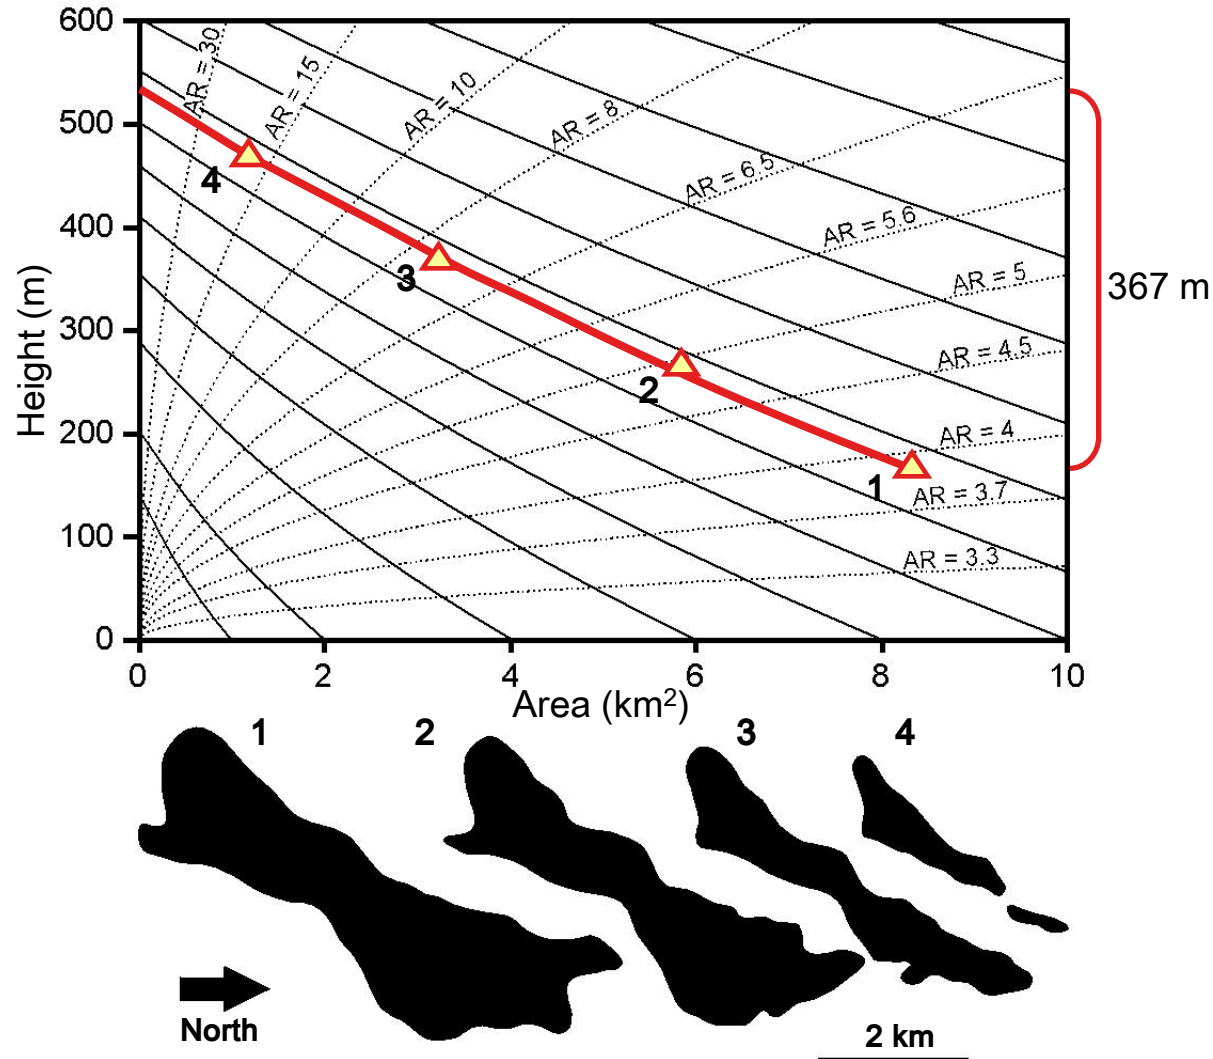 600
500
400
300
200
100
0
Height (m)
AR = 30
AR = 15
AR = 10
AR = 8
AR = 6 5
AR = 5 6
AR = 5
AR = 4.5
AR = 4
AR = 3.7
AR = 3.3
4
3
2
1
367 m
0 2 4 6 8 10
Area (km²)
1 2 3 4
North
2 km